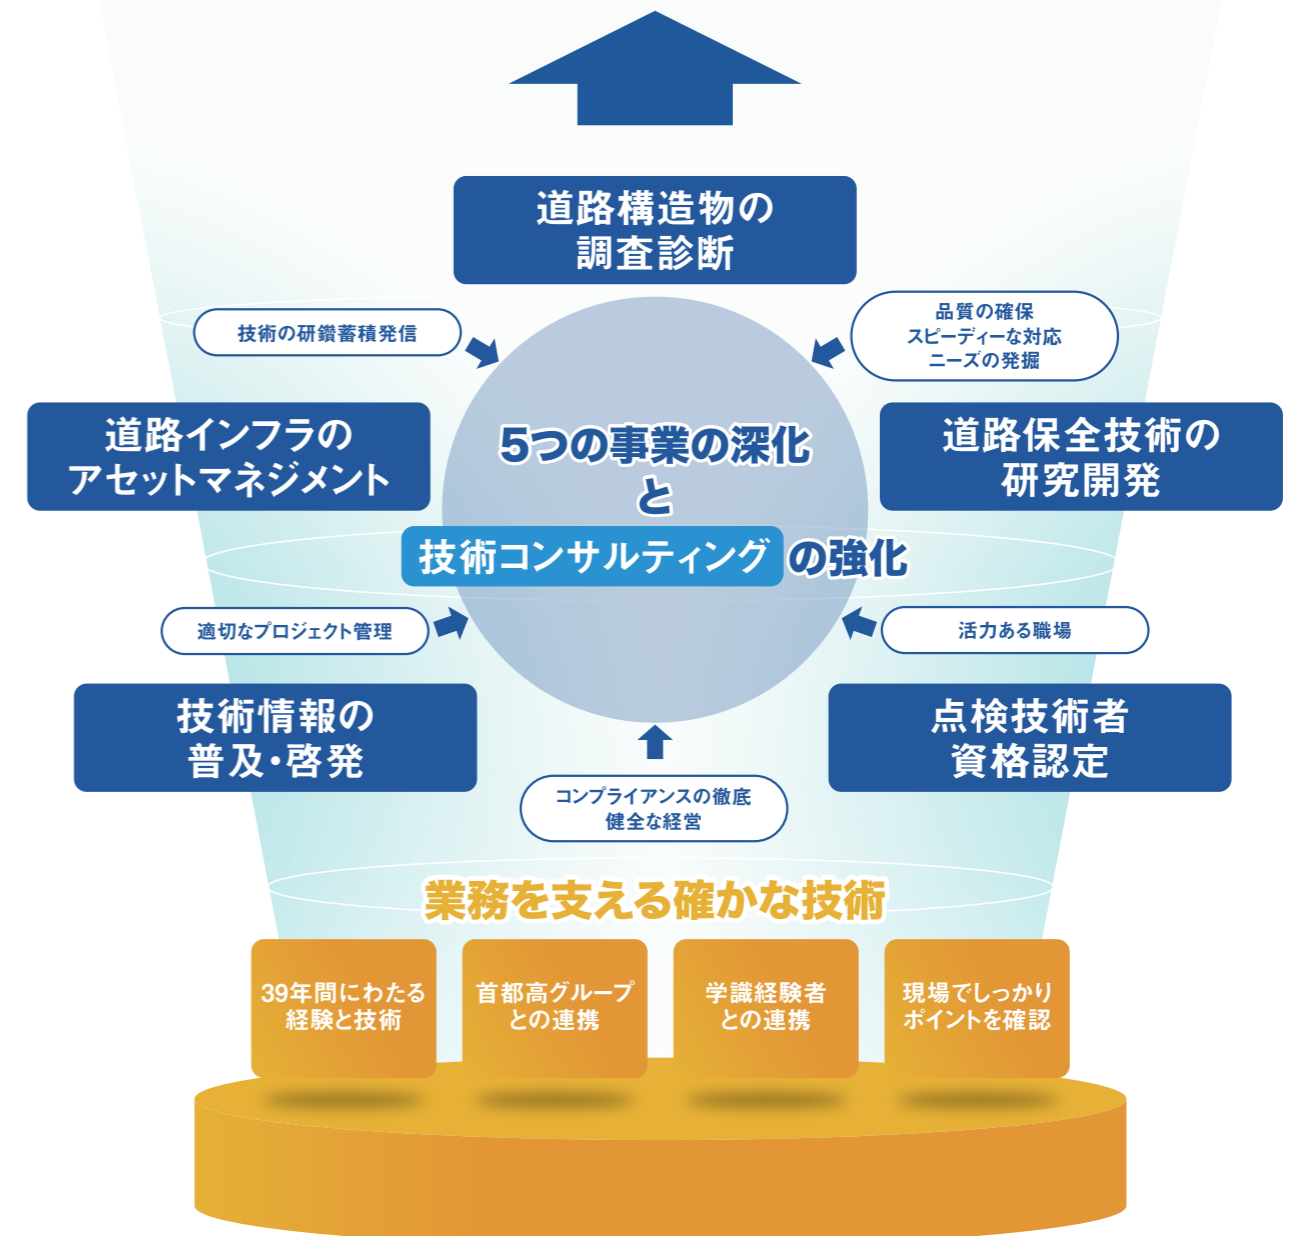 道路構造物の
調査診断
技術の研鑽蓄積発信
品質の確保
スピーディーな対応
ニーズの発掘
道路インフラの
アセットマネジメント
道路保全技術の
研究開発
5つの事業の深化
と
技術コンサルティングの強化
適切なプロジェクト管理
活力ある職場
技術情報の
普及・啓発
点検技術者
資格認定
コンプライアンスの徹底
健全な経営
業務を支える確かな技術
39年間にわたる
経験と技術
首都高グループ
との連携
学識経験者
との連携
現場でしっかり
ポイントを確認